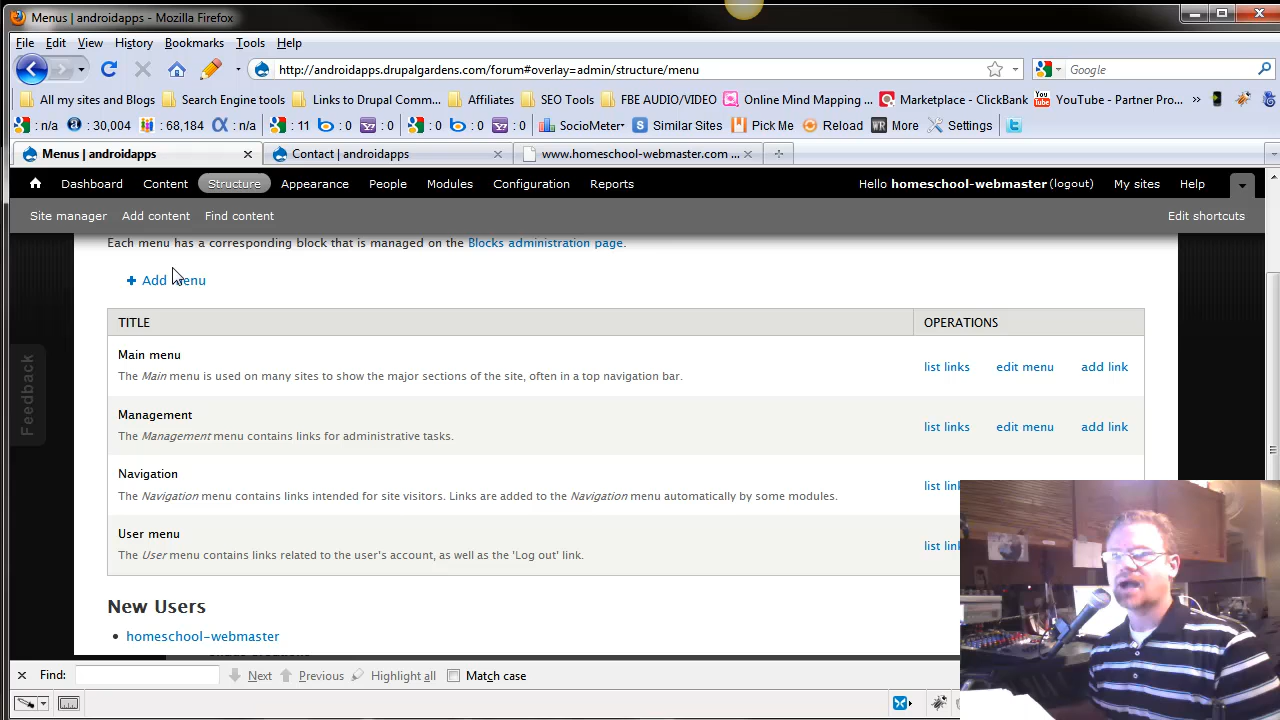 Menus | androidapps - Mozilla Firefox
File Edit View History Bookmarks Tools Help
http://androidapps.drupalgardens.com/forum#overlay=admin/structure/menu
Google
All my sites and Blogs Search Engine tools Links to Drupal Comm... Affiliates SEO Tools FBE AUDIO/VIDEO Online Mind Mapping ... Marketplace - ClickBank You Tube YouTube - Partner Pro... »
: n/a : 30,004 : 68,184 : n/a : 11 : 0 : 0 : 0 : 0 : 0 SocioMeter Similar Sites Pick Me Reload WR More Settings
Menus | androidapps Contact | androidapps www.homeschool-webmaster.com ...
Dashboard Content Structure Appearance People Modules Configuration Reports Hello homeschool-webmaster (logout) My sites Help
Site manager Add content Find content Edit shortcuts
Each menu has a corresponding block that is managed on the Blocks administration page.
+ Add menu
TITLE OPERATIONS
Main menu
The Main menu is used on many sites to show the major sections of the site, often in a top navigation bar.
list links edit menu add link
Management
The Management menu contains links for administrative tasks.
list links edit menu add link
Navigation
The Navigation menu contains links intended for site visitors. Links are added to the Navigation menu automatically by some modules.
list
User menu
The User menu contains links related to the user's account, as well as the 'Log out' link.
list
Feedback
New Users
homeschool-webmaster
Find: Next Previous Highlight all Match case